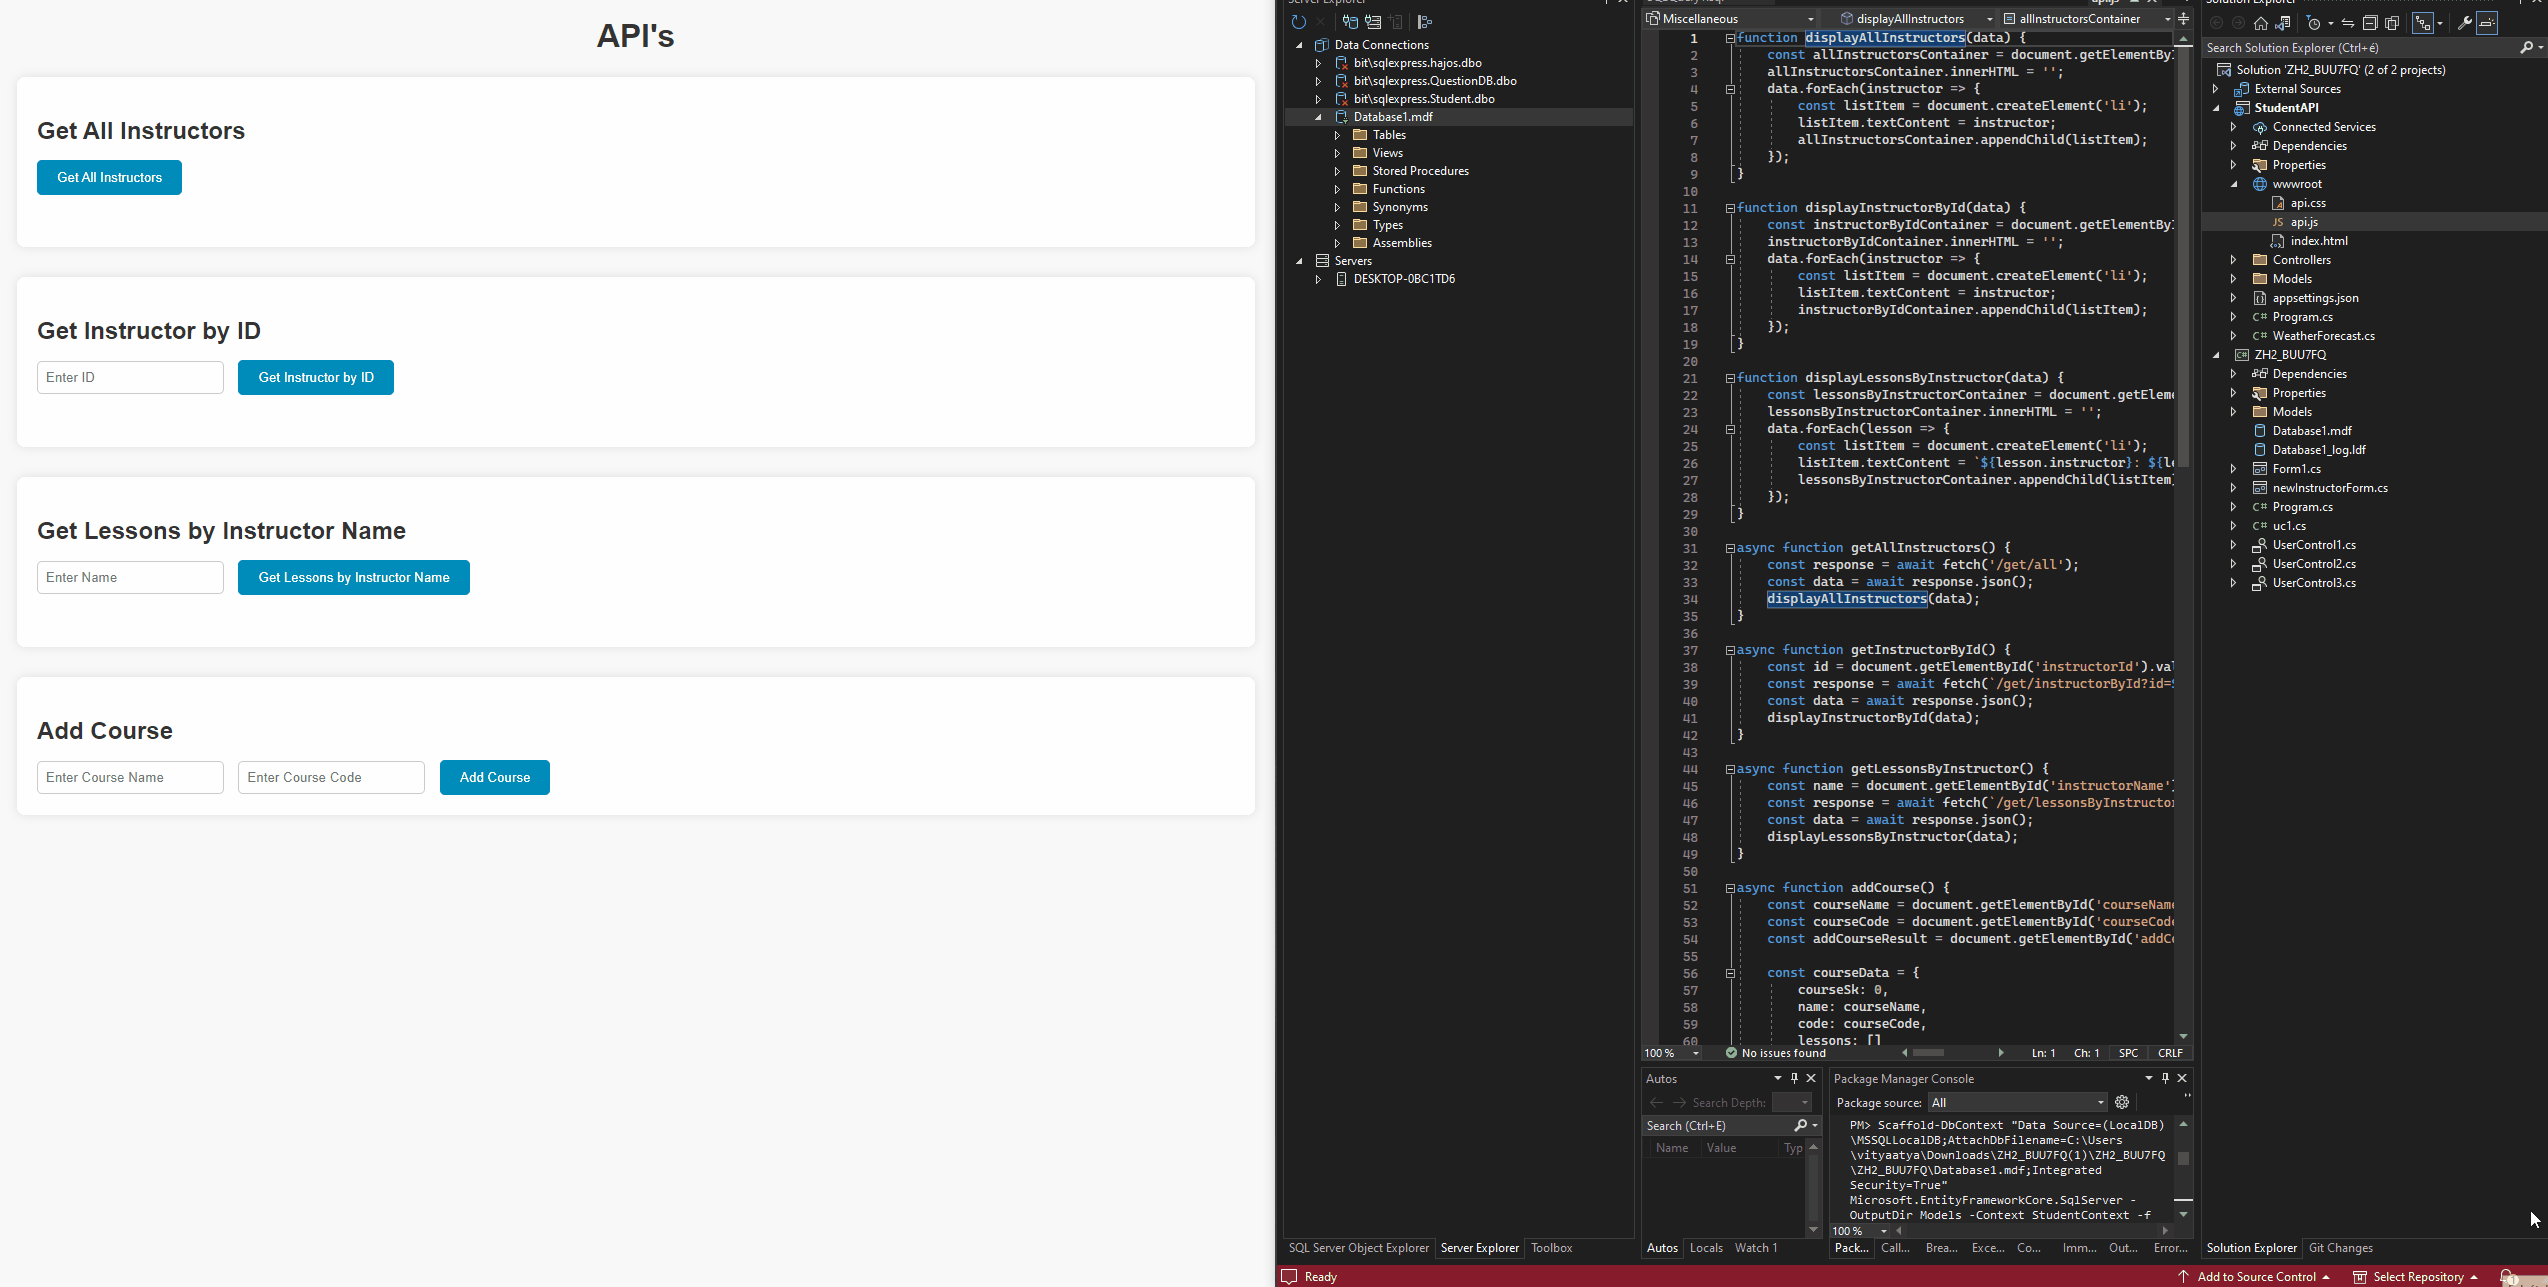 API's
Get All Instructors
Get All Instructors
Get Instructor by ID
Enter ID
Get Instructor by ID
Get Lessons by Instructor Name
Enter Name
Get Lessons by Instructor Name
Add Course
Enter Course Name
Enter Course Code
Add Course
Server Explorer
Data Connections
bit\sqlexpress.hajos.dbo
bit\sqlexpress.QuestionDB.dbo
bit\sqlexpress.Student.dbo
Database1.mdf
Tables
Views
Stored Procedures
Functions
Synonyms
Types
Assemblies
Servers
DESKTOP-0BC1TD6
SQL Server Object Explorer
Server Explorer
Toolbox
api.js
Miscellaneous
displayAllInstructors
allInstructorsContainer
1 function displayAllInstructors(data) {
2 const allInstructorsContainer = document.getElementBy
3 allInstructorsContainer.innerHTML = '';
4 data.forEach(instructor => {
5 const listItem = document.createElement('li');
6 listItem.textContent = instructor;
7 allInstructorsContainer.appendChild(listItem);
8 });
9 }
10
11 function displayInstructorById(data) {
12 const instructorByIdContainer = document.getElementBy
13 instructorByIdContainer.innerHTML = '';
14 data.forEach(instructor => {
15 const listItem = document.createElement('li');
16 listItem.textContent = instructor;
17 instructorByIdContainer.appendChild(listItem);
18 });
19 }
20
21 function displayLessonsByInstructor(data) {
22 const lessonsByInstructorContainer = document.getEleme
23 lessonsByInstructorContainer.innerHTML = '';
24 data.forEach(lesson => {
25 const listItem = document.createElement('li');
26 listItem.textContent = `${lesson.instructor}: ${le
27 lessonsByInstructorContainer.appendChild(listItem)
28 });
29 }
30
31 async function getAllInstructors() {
32 const response = await fetch('/get/all');
33 const data = await response.json();
34 displayAllInstructors(data);
35 }
36
37 async function getInstructorById() {
38 const id = document.getElementById('instructorId').val
39 const response = await fetch(`/get/instructorById?id=$
40 const data = await response.json();
41 displayInstructorById(data);
42 }
43
44 async function getLessonsByInstructor() {
45 const name = document.getElementById('instructorName')
46 const response = await fetch(`/get/lessonsByInstructor
47 const data = await response.json();
48 displayLessonsByInstructor(data);
49 }
50
51 async function addCourse() {
52 const courseName = document.getElementById('courseName
53 const courseCode = document.getElementById('courseCode
54 const addCourseResult = document.getElementById('addCo
55
56 const courseData = {
57 courseSk: 0,
58 name: courseName,
59 code: courseCode,
60 lessons: []
100 %
No issues found
Ln: 1
Ch: 1
SPC
CRLF
Autos
Search Depth:
Search (Ctrl+E)
Name
Value
Typ
Autos
Locals
Watch 1
Package Manager Console
Package source:
All
PM> Scaffold-DbContext "Data Source=(LocalDB)
\MSSQLLocalDB;AttachDbFilename=C:\Users
\vityaatya\Downloads\ZH2_BUU7FQ(1)\ZH2_BUU7FQ
\ZH2_BUU7FQ\Database1.mdf;Integrated
Security=True"
Microsoft.EntityFrameworkCore.SqlServer -
OutputDir Models -Context StudentContext -f
100 %
Pack...
Call...
Brea...
Exce...
Co...
Imm...
Out...
Error...
Solution Explorer
Search Solution Explorer (Ctrl+é)
Solution 'ZH2_BUU7FQ' (2 of 2 projects)
External Sources
StudentAPI
Connected Services
Dependencies
Properties
wwwroot
api.css
JS api.js
index.html
Controllers
Models
appsettings.json
C# Program.cs
C# WeatherForecast.cs
C# ZH2_BUU7FQ
Dependencies
Properties
Models
Database1.mdf
Database1_log.ldf
Form1.cs
newInstructorForm.cs
C# Program.cs
C# uc1.cs
UserControl1.cs
UserControl2.cs
UserControl3.cs
Solution Explorer
Git Changes
Ready
Add to Source Control
Select Repository
1